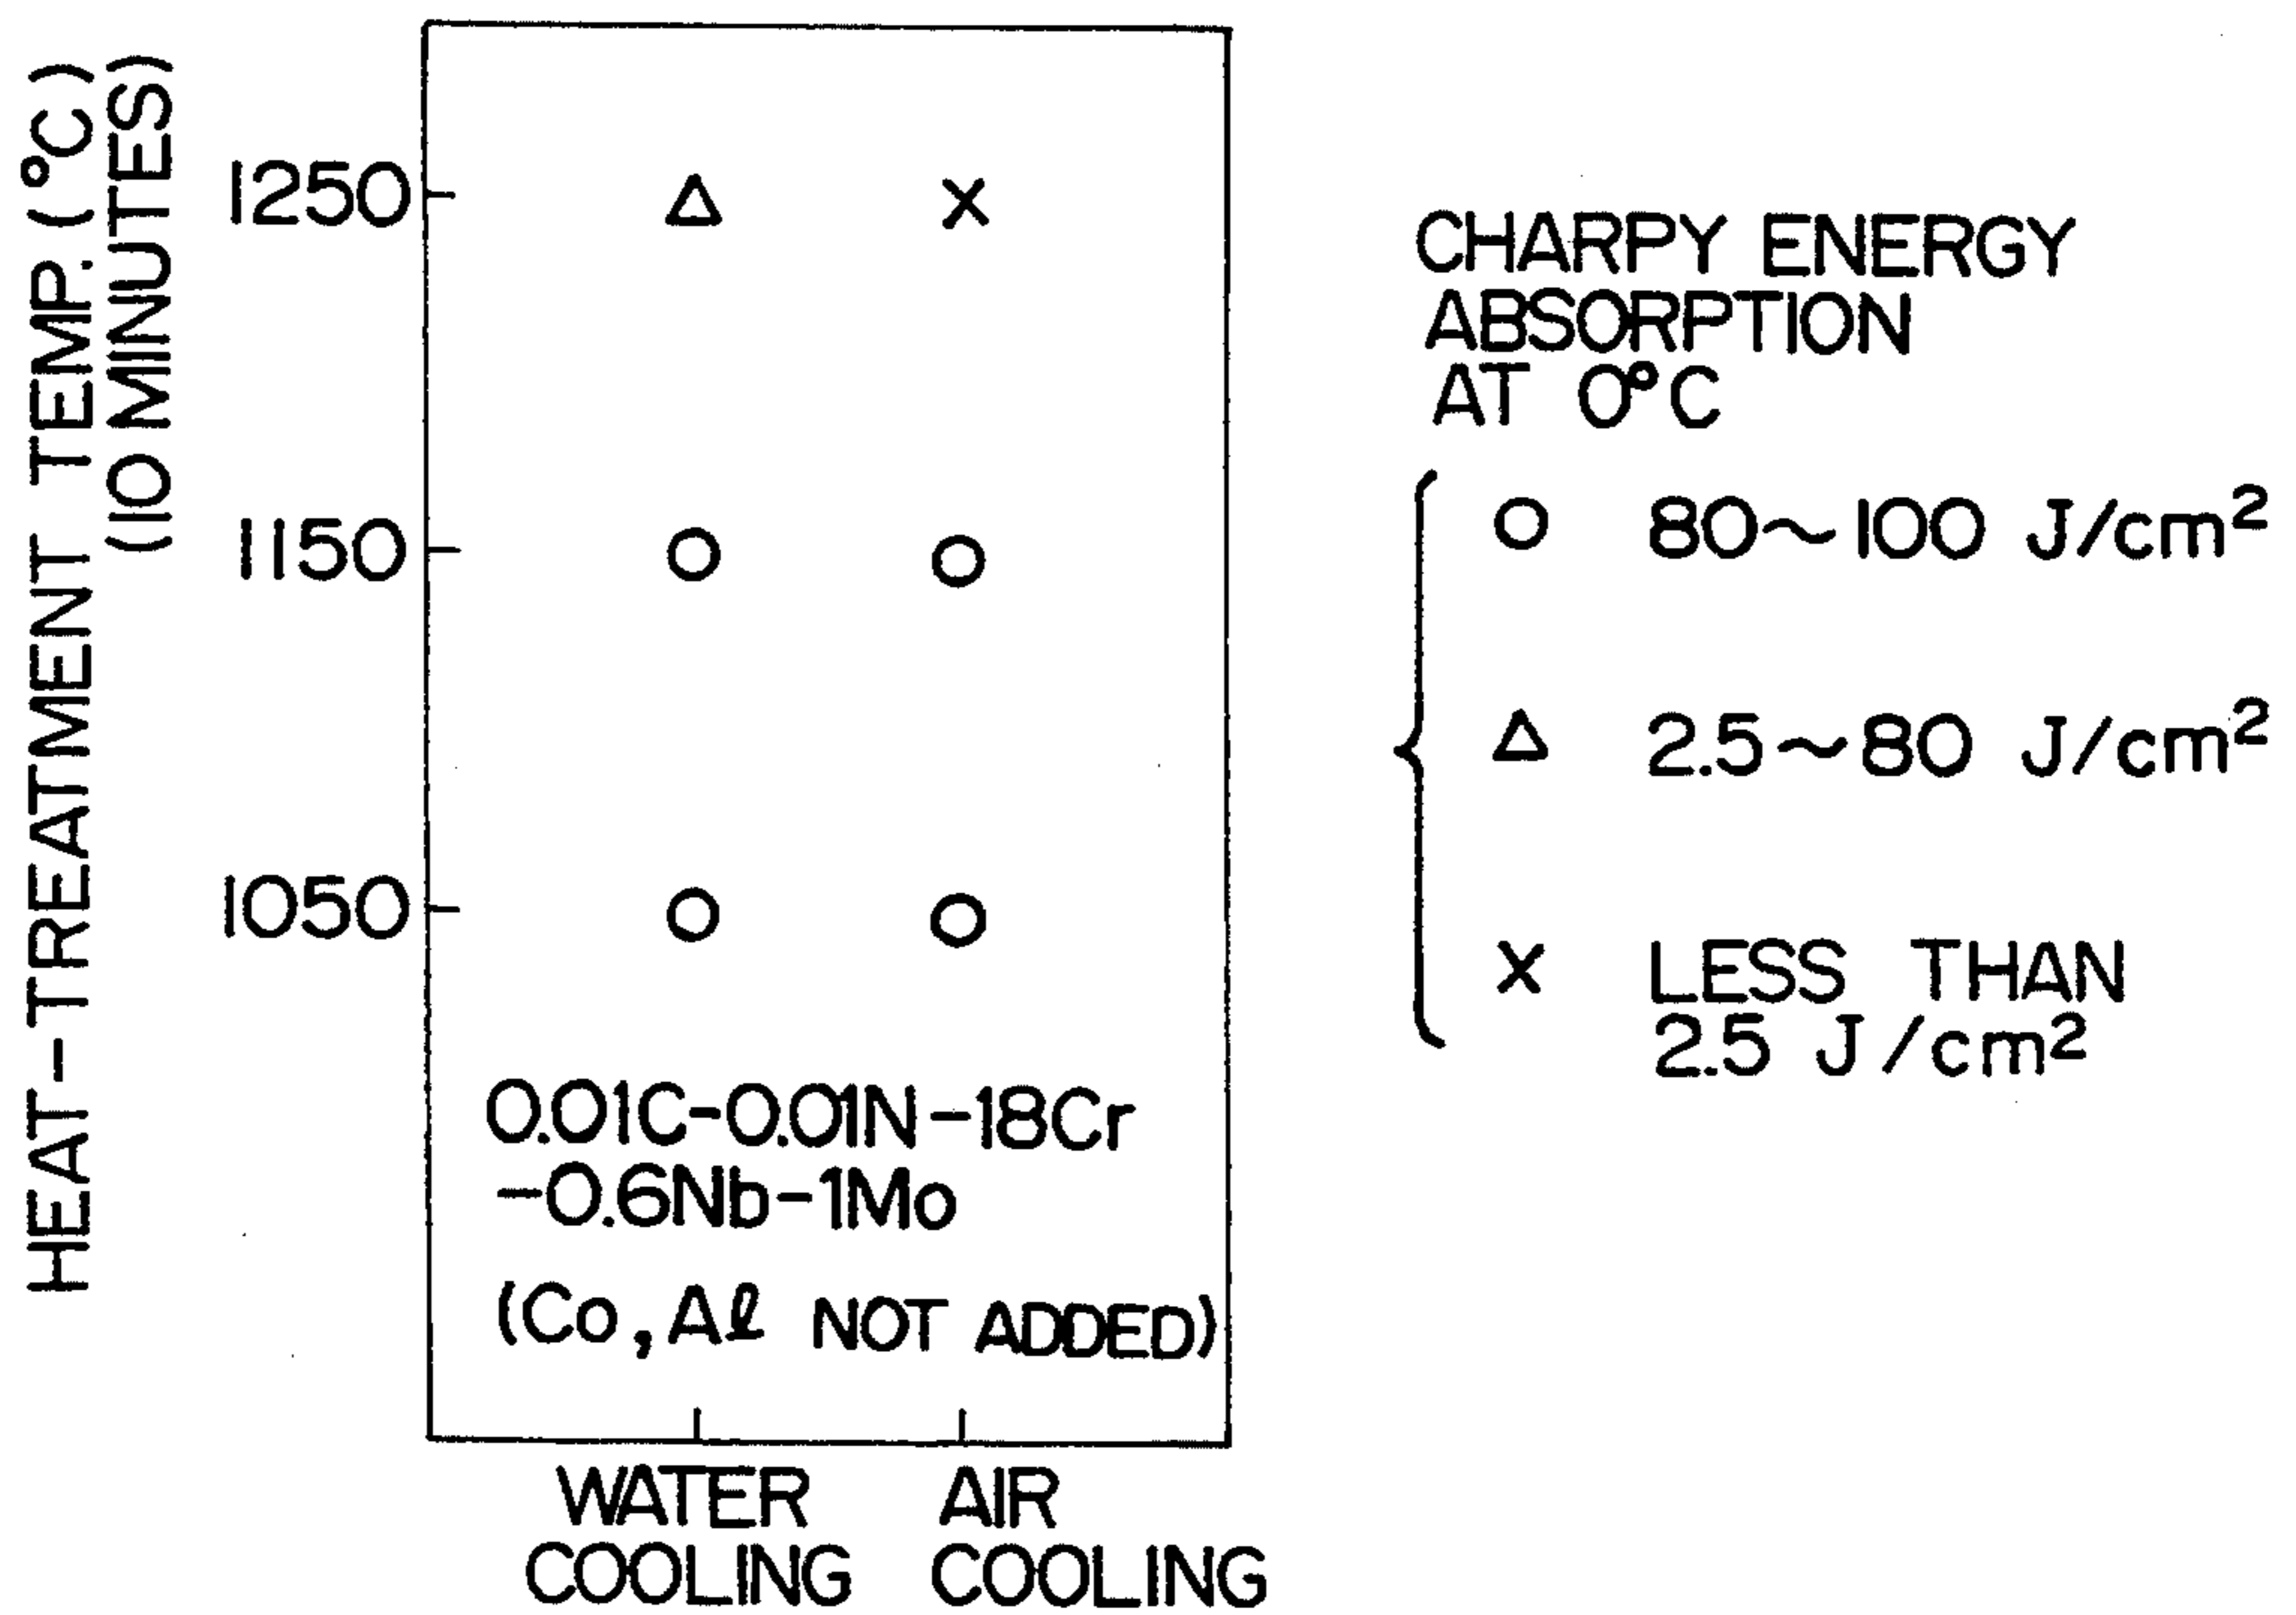 HEAT-TREATMENT TEMP. (°C)
(10 MINUTES)
1250
1150
1050
0.01C-0.01N-18Cr
-0.6Nb-1Mo
(Co, Al NOT ADDED)
WATER
COOLING
AIR
COOLING
CHARPY ENERGY
ABSORPTION
AT 0°C
○ 80~100 J/cm²
△ 2.5~80 J/cm²
× LESS THAN
2.5 J/cm²